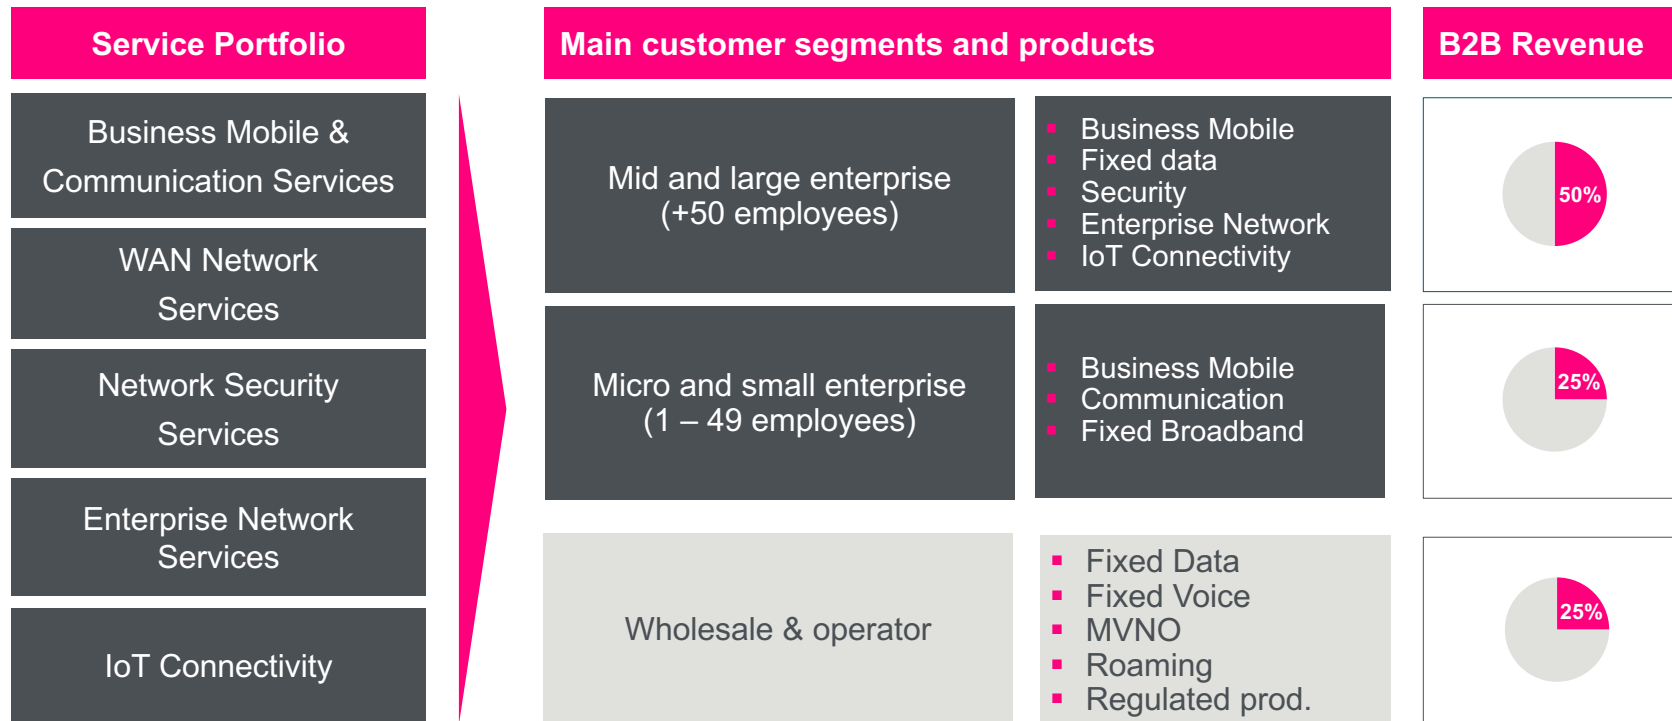 Service Portfolio
Business Mobile &
Communication Services
WAN Network
Services
Network Security
Services
Enterprise Network
Services
IoT Connectivity
Main customer segments and products
Mid and large enterprise
(+50 employees)
▪ Business Mobile
▪ Fixed data
▪ Security
▪ Enterprise Network
▪ IoT Connectivity
Micro and small enterprise
(1 – 49 employees)
▪ Business Mobile
▪ Communication
▪ Fixed Broadband
Wholesale & operator
▪ Fixed Data
▪ Fixed Voice
▪ MVNO
▪ Roaming
▪ Regulated prod.
B2B Revenue
50%
25%
25%